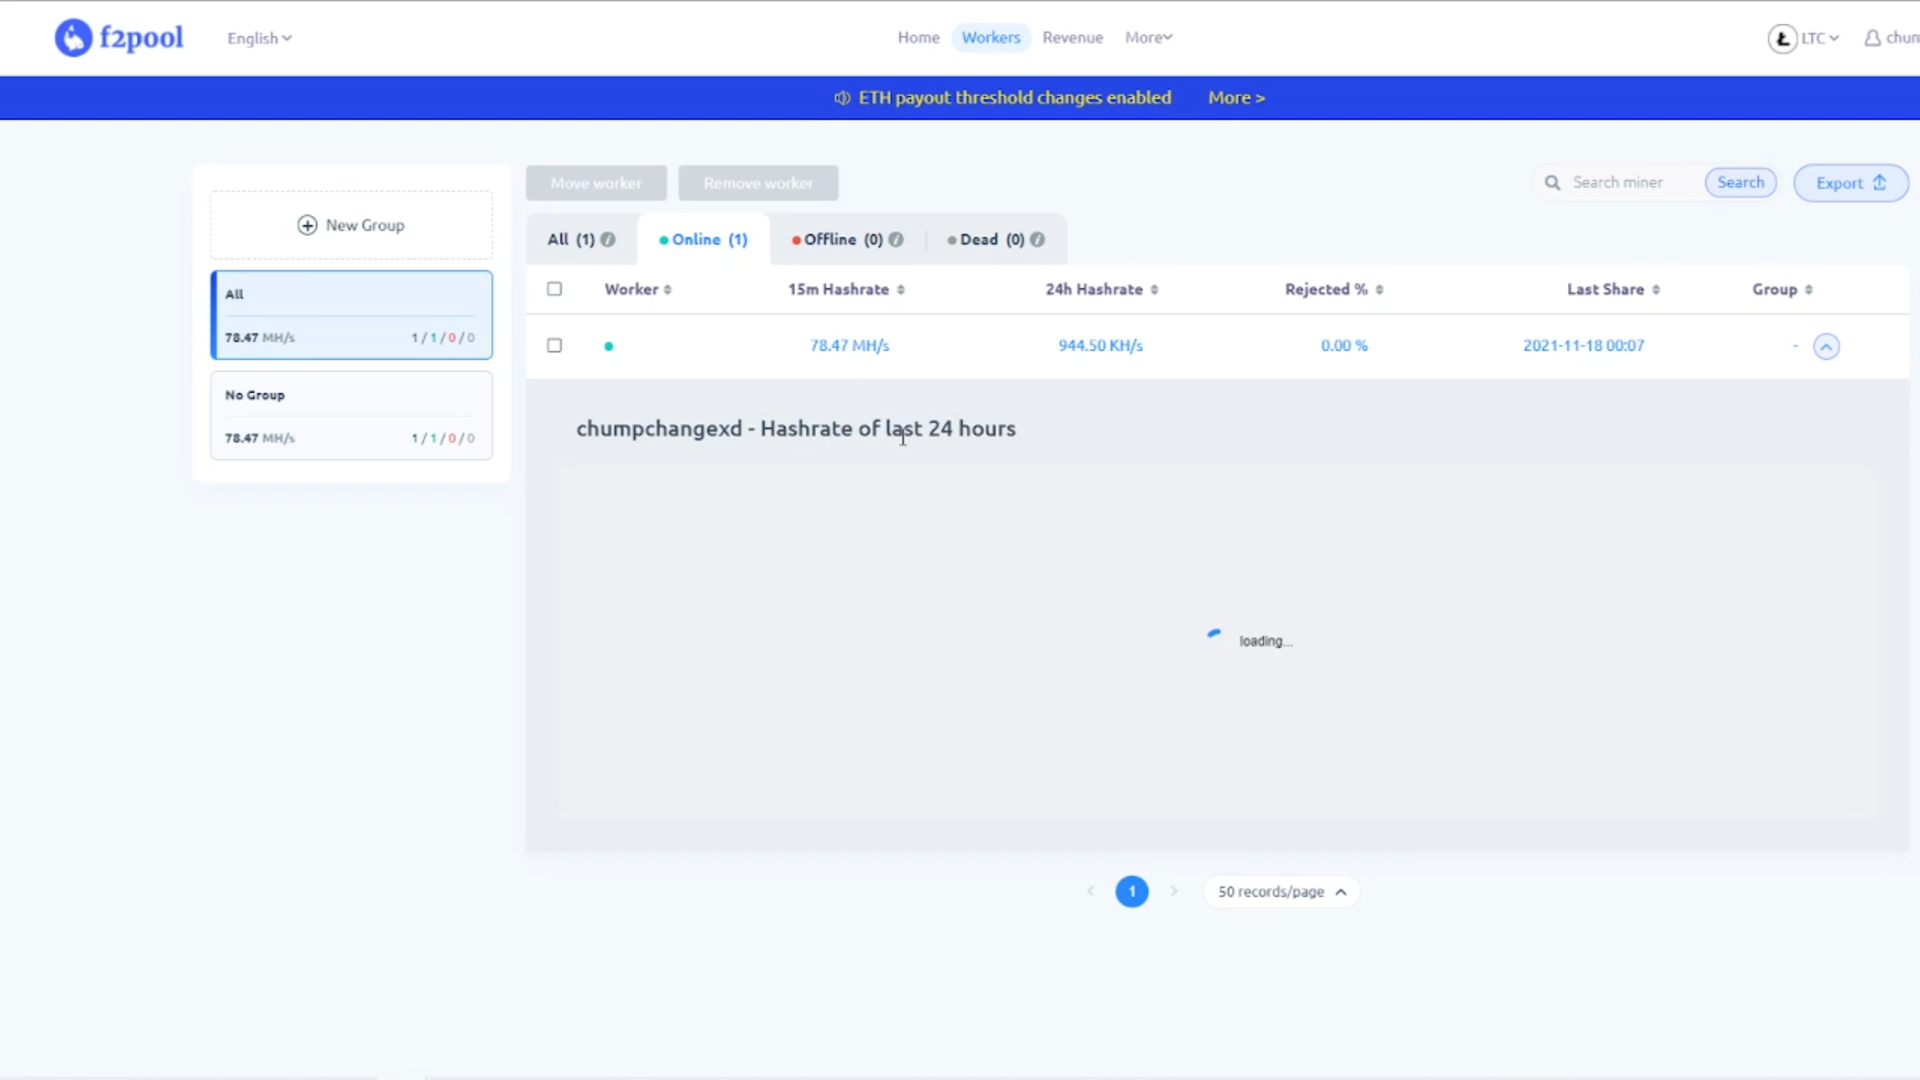 f2pool
English
Home
Workers
Revenue
More
LTC
chum
ETH payout threshold changes enabled
More >
New Group
All
78.47 MH/s
1 / 1 / 0 / 0
No Group
78.47 MH/s
1 / 1 / 0 / 0
Move worker
Remove worker
Search miner
Search
Export
All (1)
Online (1)
Offline (0)
Dead (0)
Worker
15m Hashrate
24h Hashrate
Rejected %
Last Share
Group
78.47 MH/s
944.50 KH/s
0.00 %
2021-11-18 00:07
-
chumpchangexd - Hashrate of last 24 hours
loading...
<
1
>
50 records/page